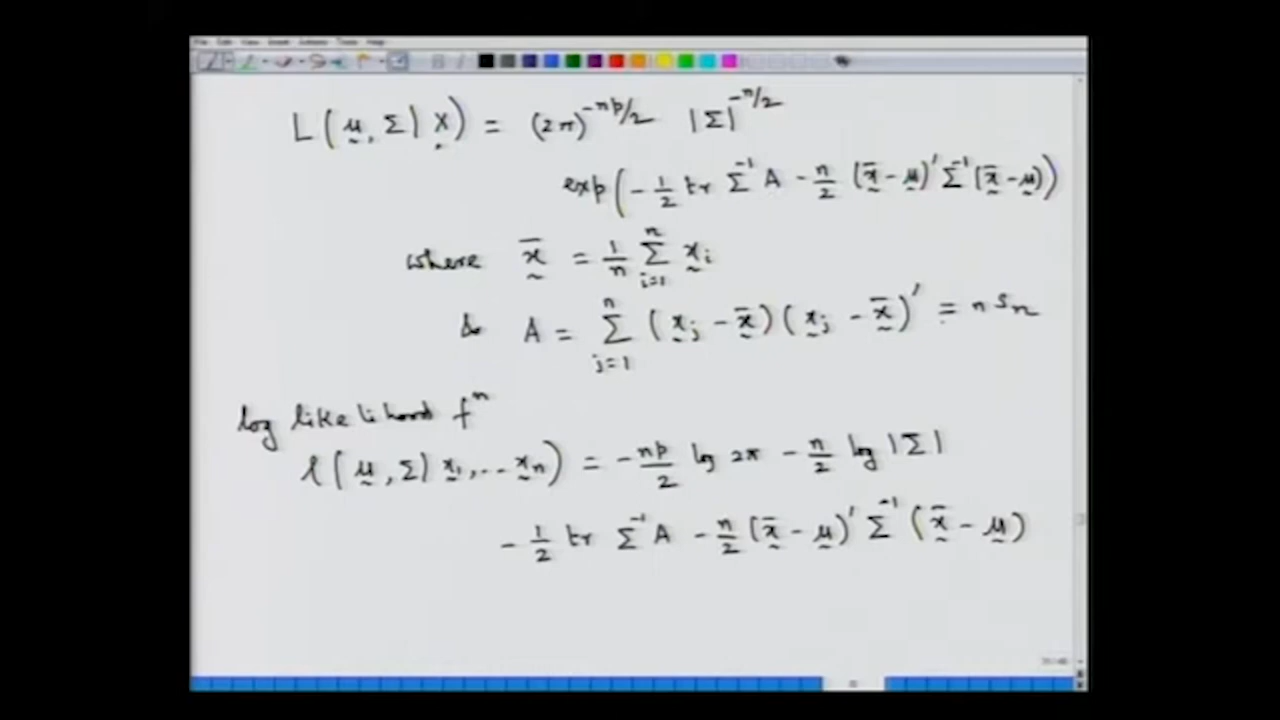 L(μ, Σ) X) = (2π)^{-np/2} |Σ|^{-n/2}
exp(-1/2 tr Σ^{-1} A - n/2 (x̄ - μ)′ Σ^{-1} (x̄ - μ))
where x̄ = 1/n Σ_{i=1}^{n} x_i
& A = Σ_{j=1}^{n} (x_j - x̄)(x_j - x̄)′ = n S_n
log likelihood f^n
l(μ, Σ) x_1, .. x_n) = -np/2 log 2π - n/2 log |Σ|
- 1/2 tr Σ^{-1} A - n/2 (x̄ - μ)′ Σ^{-1} (x̄ - μ)